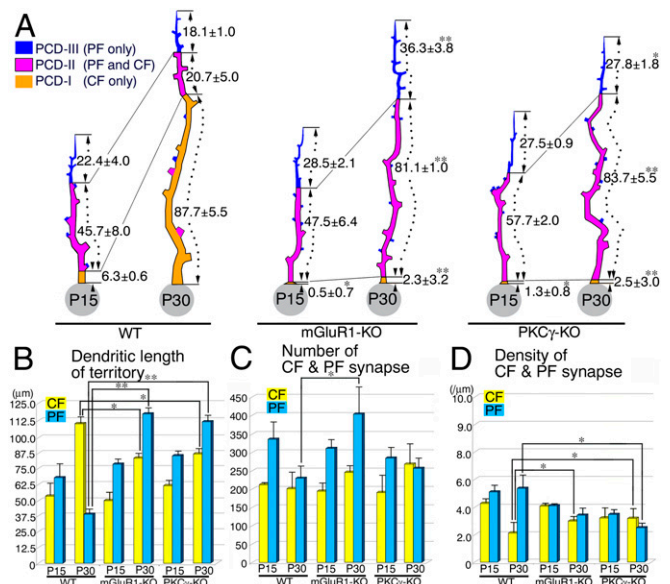 A
PCD-III (PF only)
PCD-II (PF and CF)
PCD-I (CF only)
18.1±1.0
20.7±5.0
22.4±4.0
45.7±8.0
87.7±5.5
6.3±0.6
P15
P30
WT
36.3±3.8**
28.5±2.1
81.1±1.0**
47.5±6.4
0.5±0.7*
2.3±3.2**
P15
P30
mGluR1-KO
27.8±1.8*
27.5±0.9
83.7±5.5**
57.7±2.0
1.3±0.8*
2.5±3.0**
P15
P30
PKCγ-KO
B
Dendritic length
of territory
(μm)
125.0
112.5
100.0
87.5
75.0
62.5
50.0
37.5
25.0
12.5
0
CF
PF
**
**
*
*
P15 P30 P15 P30 P15 P30
WT mGluR1-KO PKCγ-KO
C
Number of
CF & PF synapse
450
400
350
300
250
200
150
100
50
0
CF
PF
*
P15 P30 P15 P30 P15 P30
WT mGluR1-KO PKCγ-KO
D
Density of
CF & PF synapse
(/μm)
10.0
9.0
8.0
7.0
6.0
5.0
4.0
3.0
2.0
1.0
0
CF
PF
*
*
*
P15 P30 P15 P30 P15 P30
WT mGluR1-KO PKCγ-KO